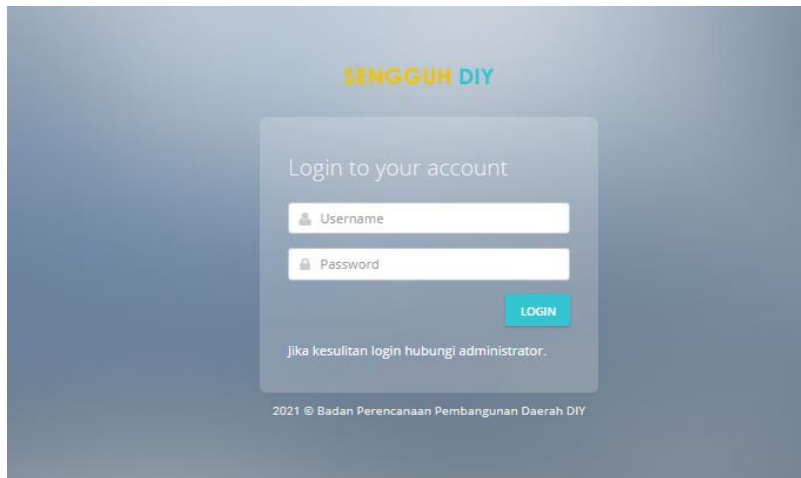 SENGGUH DIY
Login to your account
Username
Password
LOGIN
Jika kesulitan login hubungi administrator.
2021 © Badan Perencanaan Pembangunan Daerah DIY